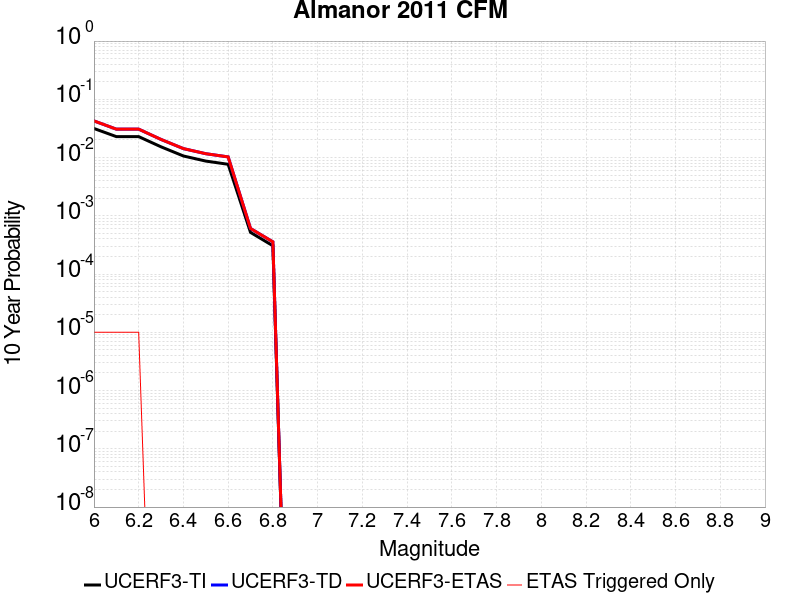 Almanor 2011 CFM
10^0
10^-1
10^-2
10^-3
10^-4
10^-5
10^-6
10^-7
10^-8
10 Year Probability
6 6.2 6.4 6.6 6.8 7 7.2 7.4 7.6 7.8 8 8.2 8.4 8.6 8.8 9
Magnitude
UCERF3-TI UCERF3-TD UCERF3-ETAS ETAS Triggered Only